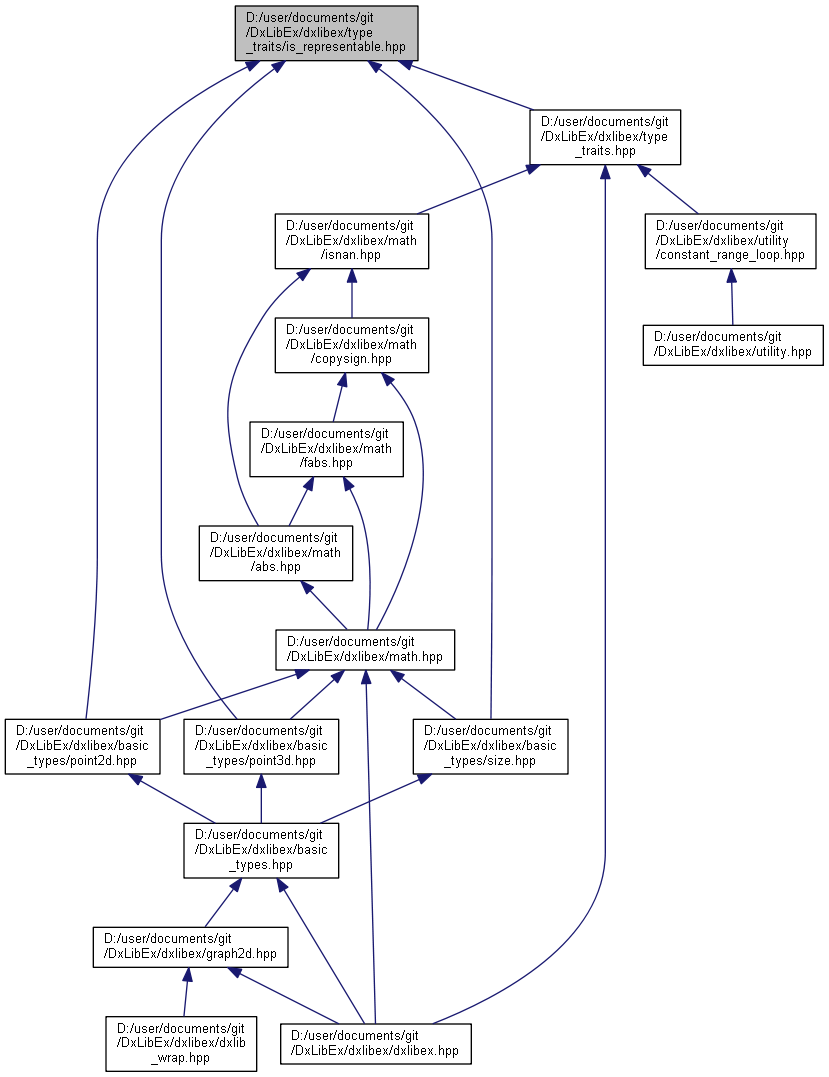 D:/user/documents/git
/DxLibEx/dxlibex/type
_traits/is_representable.hpp
D:/user/documents/git
/DxLibEx/dxlibex/type
_traits.hpp
D:/user/documents/git
/DxLibEx/dxlibex/math
/isnan.hpp
D:/user/documents/git
/DxLibEx/dxlibex/utility
/constant_range_loop.hpp
D:/user/documents/git
/DxLibEx/dxlibex/math
/copysign.hpp
D:/user/documents/git
/DxLibEx/dxlibex/utility.hpp
D:/user/documents/git
/DxLibEx/dxlibex/math
/fabs.hpp
D:/user/documents/git
/DxLibEx/dxlibex/math
/abs.hpp
D:/user/documents/git
/DxLibEx/dxlibex/math.hpp
D:/user/documents/git
/DxLibEx/dxlibex/basic
_types/point2d.hpp
D:/user/documents/git
/DxLibEx/dxlibex/basic
_types/point3d.hpp
D:/user/documents/git
/DxLibEx/dxlibex/basic
_types/size.hpp
D:/user/documents/git
/DxLibEx/dxlibex/basic
_types.hpp
D:/user/documents/git
/DxLibEx/dxlibex/graph2d.hpp
D:/user/documents/git
/DxLibEx/dxlibex/dxlib
_wrap.hpp
D:/user/documents/git
/DxLibEx/dxlibex/dxlibex.hpp